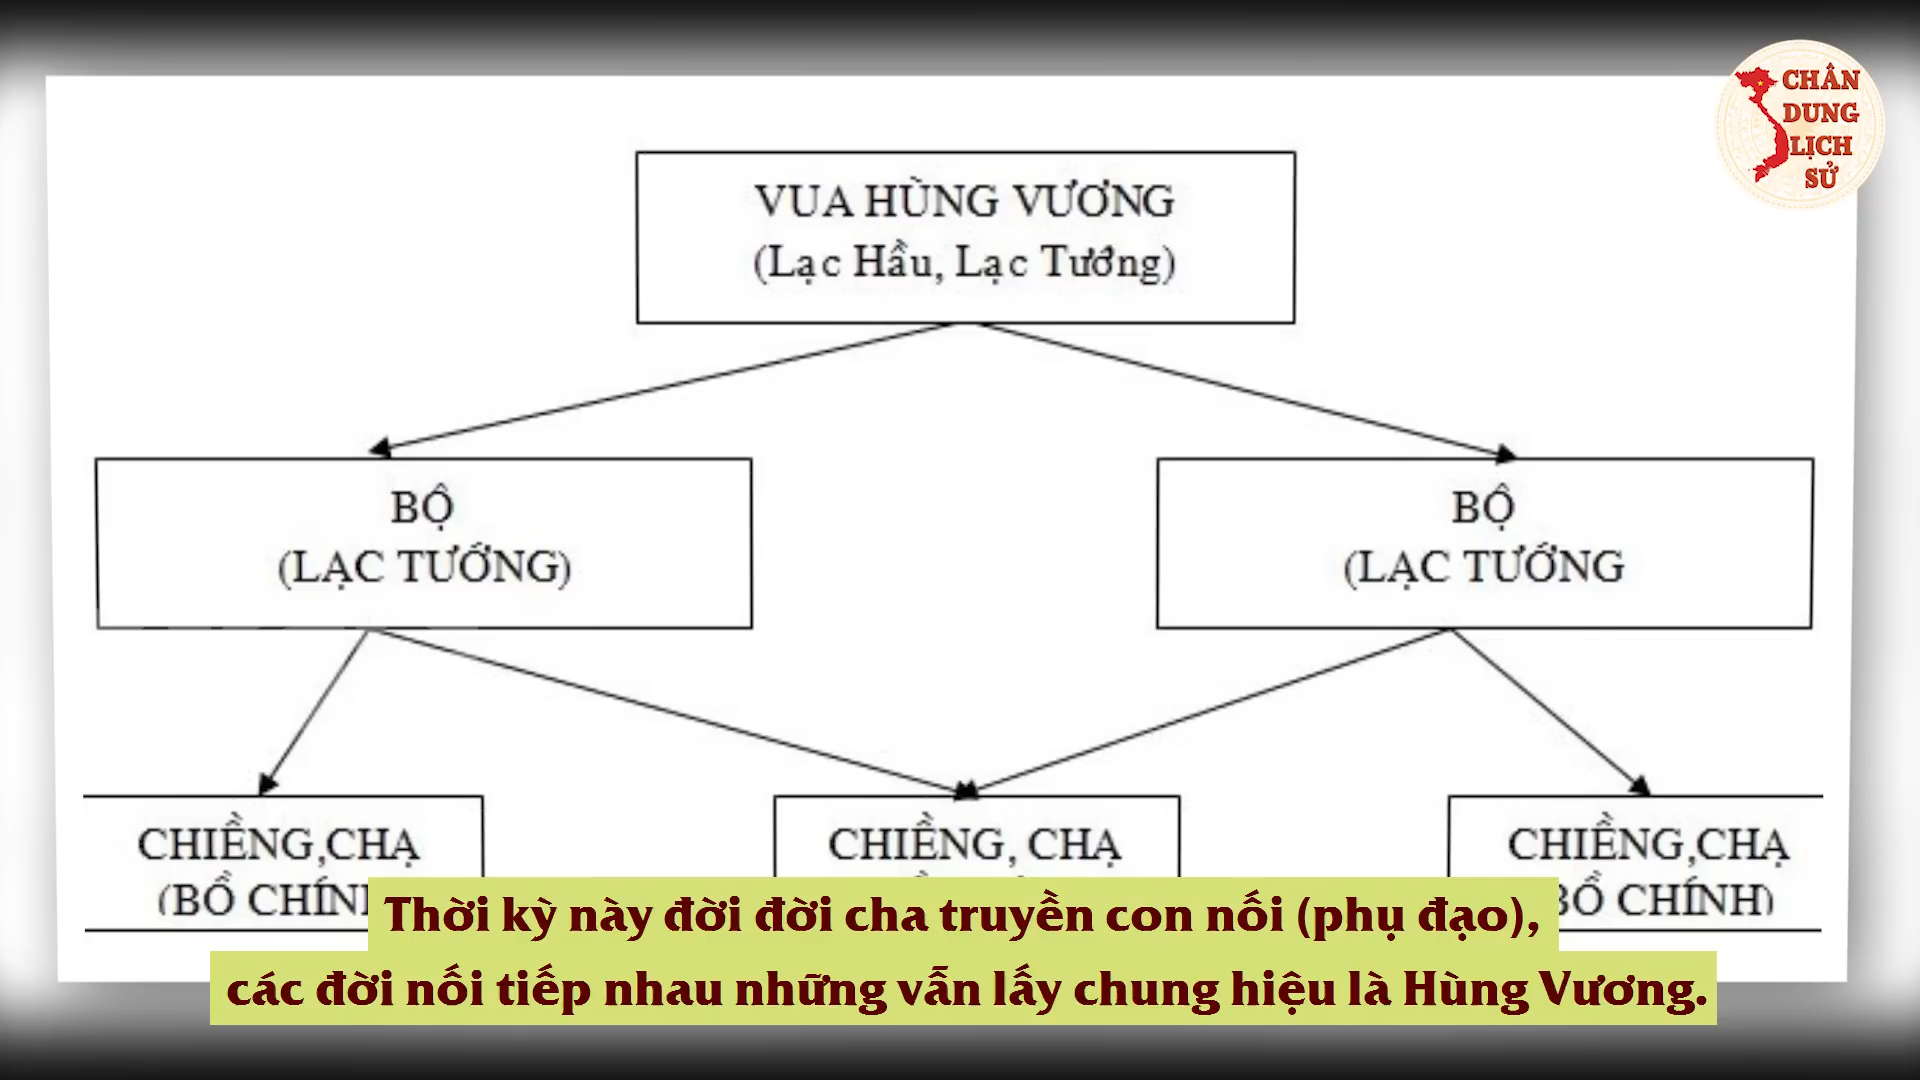 CHÂN
DUNG
LỊCH
SỬ
VUA HÙNG VƯƠNG
(Lạc Hầu, Lạc Tướng)
BỘ
(LẠC TƯỚNG)
BỘ
(LẠC TƯỚNG
CHIỀNG,CHẠ
(BỒ CHÍN
CHIỀNG, CHẠ
CHIỀNG,CHẠ
BỒ CHÍNH)
Thời kỳ này đời đời cha truyền con nối (phụ đạo),
các đời nối tiếp nhau những vẫn lấy chung hiệu là Hùng Vương.